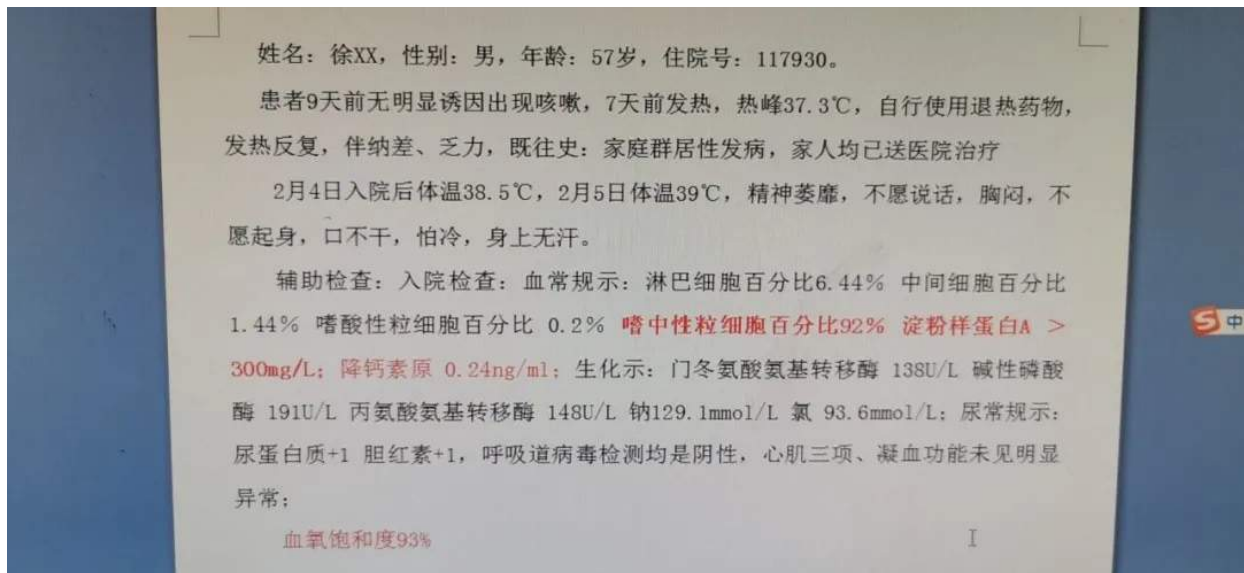 姓名：徐XX，性别：男，年龄：57岁，住院号：117930。
患者9天前无明显诱因出现咳嗽，7天前发热，热峰37.3℃，自行使用退热药物，
发热反复，伴纳差、乏力，既往史：家庭群居性发病，家人均已送医院治疗
2月4日入院后体温38.5℃，2月5日体温39℃，精神萎靡，不愿说话，胸闷，不
愿起身，口不干，怕冷，身上无汗。
辅助检查：入院检查：血常规示：淋巴细胞百分比6.44% 中间细胞百分比
1.44% 嗜酸性粒细胞百分比 0.2% 嗜中性粒细胞百分比92% 淀粉样蛋白A >
300mg/L；降钙素原 0.24ng/ml；生化示：门冬氨酸氨基转移酶 138U/L 碱性磷酸
酶 191U/L 丙氨酸氨基转移酶 148U/L 钠129.1mmol/L 氯 93.6mmol/L；尿常规示：
尿蛋白质+1 胆红素+1，呼吸道病毒检测均是阴性，心肌三项、凝血功能未见明显
异常；
血氧饱和度93%
S 中